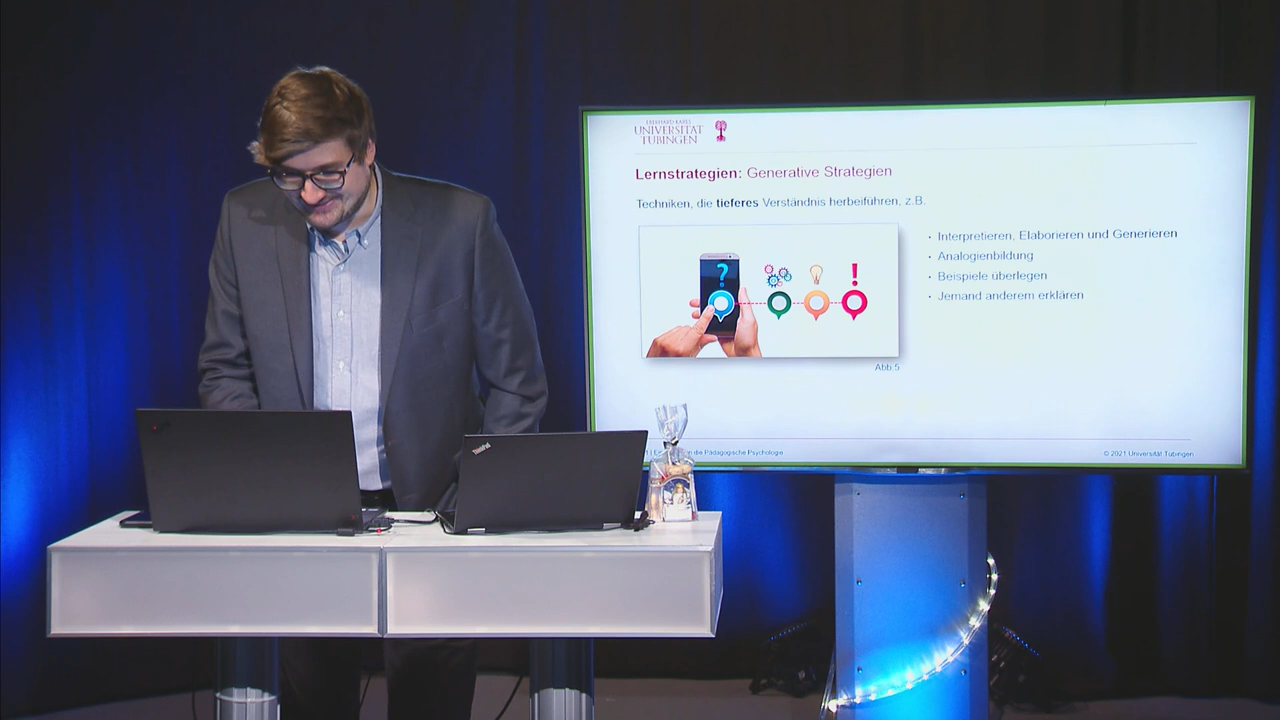 EBERHARD KARLS
UNIVERSITÄT
TÜBINGEN
Lernstrategien: Generative Strategien
Techniken, die tieferes Verständnis herbeiführen, z.B.
? !
· Interpretieren, Elaborieren und Generieren
· Analogienbildung
· Beispiele überlegen
· Jemand anderem erklären
Abb.5
die Pädagogische Psychologie
© 2021 Universität Tübingen
ThinkPad